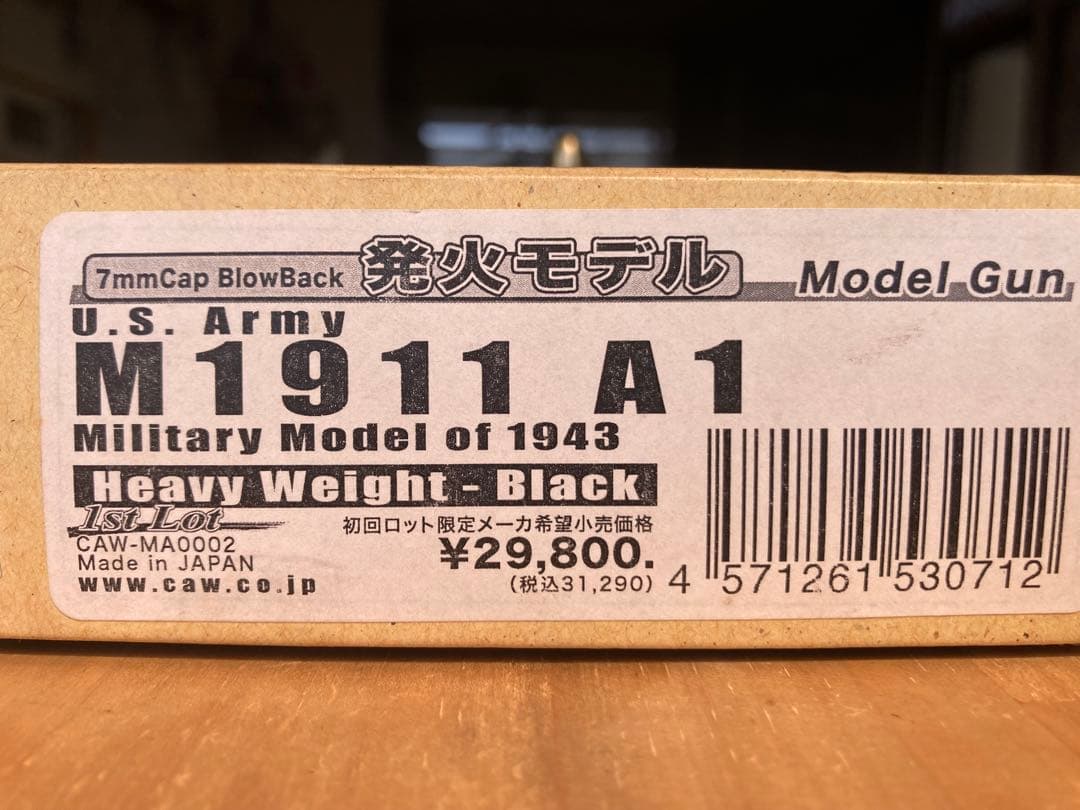 7mmCap BlowBack 発火モデル Model Gun
U.S. Army
M1911 A1
Military Model of 1943
Heavy Weight - Black
1st Lot
初回ロット限定メーカ希望小売価格
CAW-MA0002
¥29,800.
Made in JAPAN
(税込31,290)
www.caw.co.jp
4 571261 530712